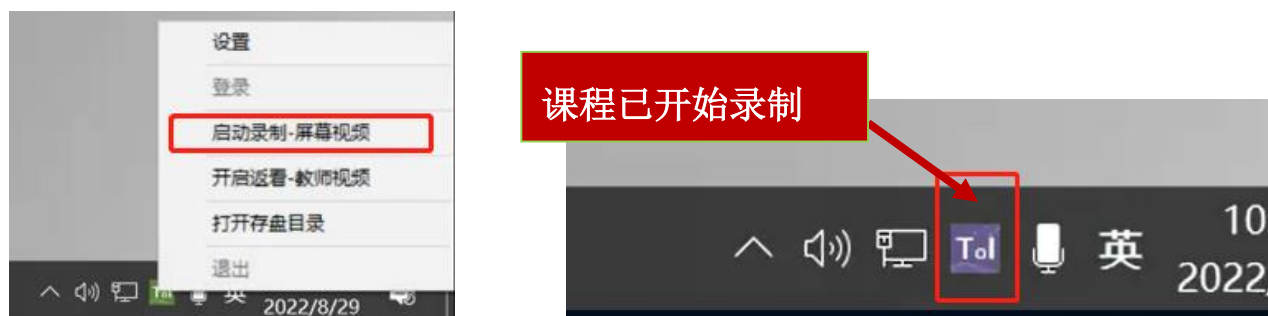 设置
登录
启动录制-屏幕视频
开启返看-教师视频
打开存盘目录
退出
Tol
英
2022/8/29
课程已开始录制
Tol
英
10
2022/